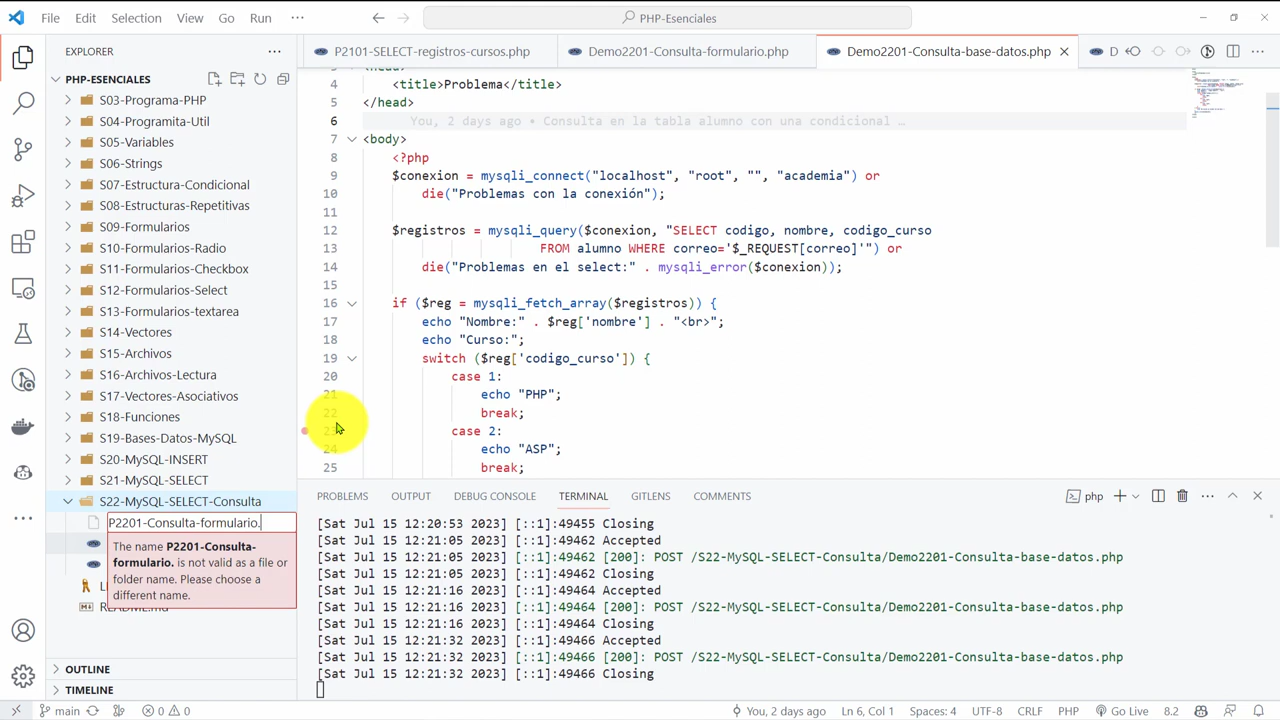 File Edit Selection View Go Run ··· PHP-Esenciales
EXPLORER
PHP-ESENCIALES
S03-Programa-PHP
S04-Programita-Util
S05-Variables
S06-Strings
S07-Estructura-Condicional
S08-Estructuras-Repetitivas
S09-Formularios
S10-Formularios-Radio
S11-Formularios-Checkbox
S12-Formularios-Select
S13-Formularios-textarea
S14-Vectores
S15-Archivos
S16-Archivos-Lectura
S17-Vectores-Asociativos
S18-Funciones
S19-Bases-Datos-MySQL
S20-MySQL-INSERT
S21-MySQL-SELECT
S22-MySQL-SELECT-Consulta
P2201-Consulta-formulario.
The name P2201-Consulta-
formulario. is not valid as a file or
folder name. Please choose a
different name.
OUTLINE
TIMELINE
P2101-SELECT-registros-cursos.php Demo2201-Consulta-formulario.php Demo2201-Consulta-base-datos.php D
4 <title>Problema</title>
5 </head>
6 You, 2 days ago • Consulta en la tabla alumno con una condicional …
7 <body>
8 <?php
9 $conexion = mysqli_connect("localhost", "root", "", "academia") or
10 die("Problemas con la conexión");
11
12 $registros = mysqli_query($conexion, "SELECT codigo, nombre, codigo_curso
13 FROM alumno WHERE correo='$_REQUEST[correo]'") or
14 die("Problemas en el select:" . mysqli_error($conexion));
15
16 if ($reg = mysqli_fetch_array($registros)) {
17 echo "Nombre:" . $reg['nombre'] . "<br>";
18 echo "Curso:";
19 switch ($reg['codigo_curso']) {
20 case 1:
21 echo "PHP";
22 break;
23 case 2:
24 echo "ASP";
25 break;
PROBLEMS OUTPUT DEBUG CONSOLE TERMINAL GITLENS COMMENTS php
[Sat Jul 15 12:20:53 2023] [::1]:49455 Closing
[Sat Jul 15 12:21:05 2023] [::1]:49462 Accepted
[Sat Jul 15 12:21:05 2023] [::1]:49462 [200]: POST /S22-MySQL-SELECT-Consulta/Demo2201-Consulta-base-datos.php
[Sat Jul 15 12:21:05 2023] [::1]:49462 Closing
[Sat Jul 15 12:21:16 2023] [::1]:49464 Accepted
[Sat Jul 15 12:21:16 2023] [::1]:49464 [200]: POST /S22-MySQL-SELECT-Consulta/Demo2201-Consulta-base-datos.php
[Sat Jul 15 12:21:16 2023] [::1]:49464 Closing
[Sat Jul 15 12:21:32 2023] [::1]:49466 Accepted
[Sat Jul 15 12:21:32 2023] [::1]:49466 [200]: POST /S22-MySQL-SELECT-Consulta/Demo2201-Consulta-base-datos.php
[Sat Jul 15 12:21:32 2023] [::1]:49466 Closing
main 0 0 You, 2 days ago Ln 6, Col 1 Spaces: 4 UTF-8 CRLF PHP Go Live 8.2